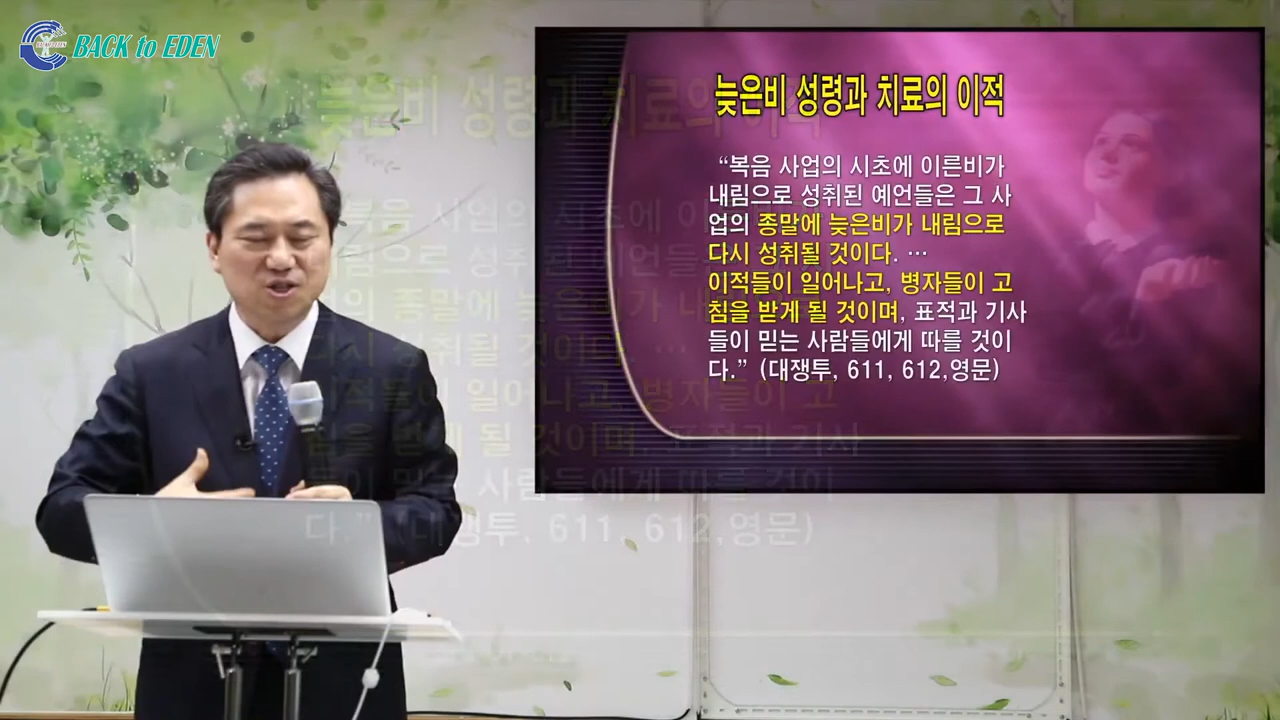 BACK to EDEN
늦은비 성령과 치료의 이적
“복음 사업의 시초에 이른비가
내림으로 성취된 예언들은 그 사
업의 종말에 늦은비가 내림으로
다시 성취될 것이다. …
이적들이 일어나고, 병자들이 고
침을 받게 될 것이며, 표적과 기사
들이 믿는 사람들에게 따를 것이
다.” (대쟁투, 611, 612,영문)